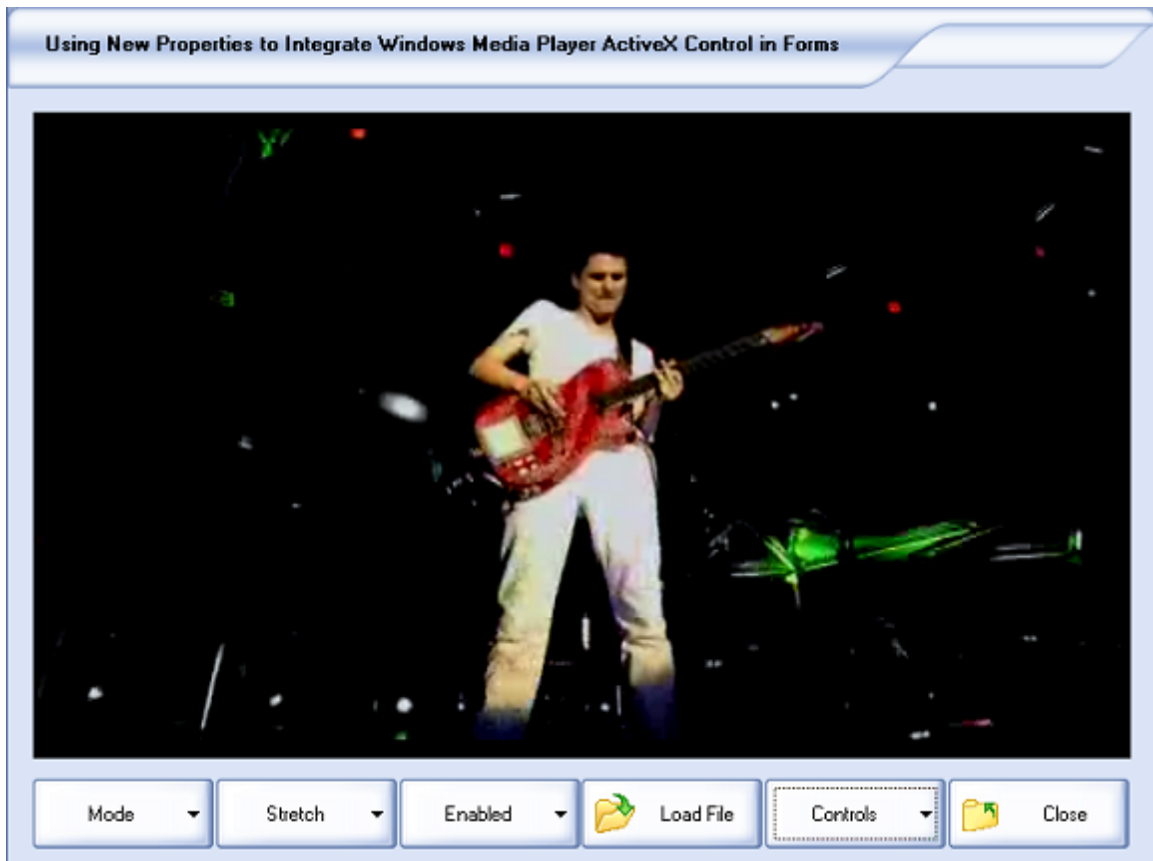 Using New Properties to Integrate Windows Media Player ActiveX Control in Forms
Mode
Stretch
Enabled
Load File
Controls
Close